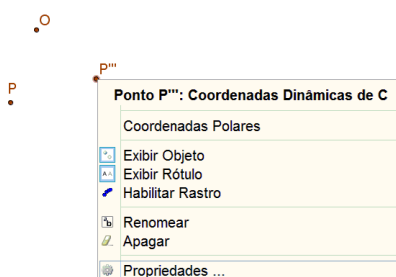 O
P'''
P
Ponto P''': Coordenadas Dinâmicas de C
Coordenadas Polares
Exibir Objeto
Exibir Rótulo
Habilitar Rastro
Renomear
Apagar
Propriedades ...